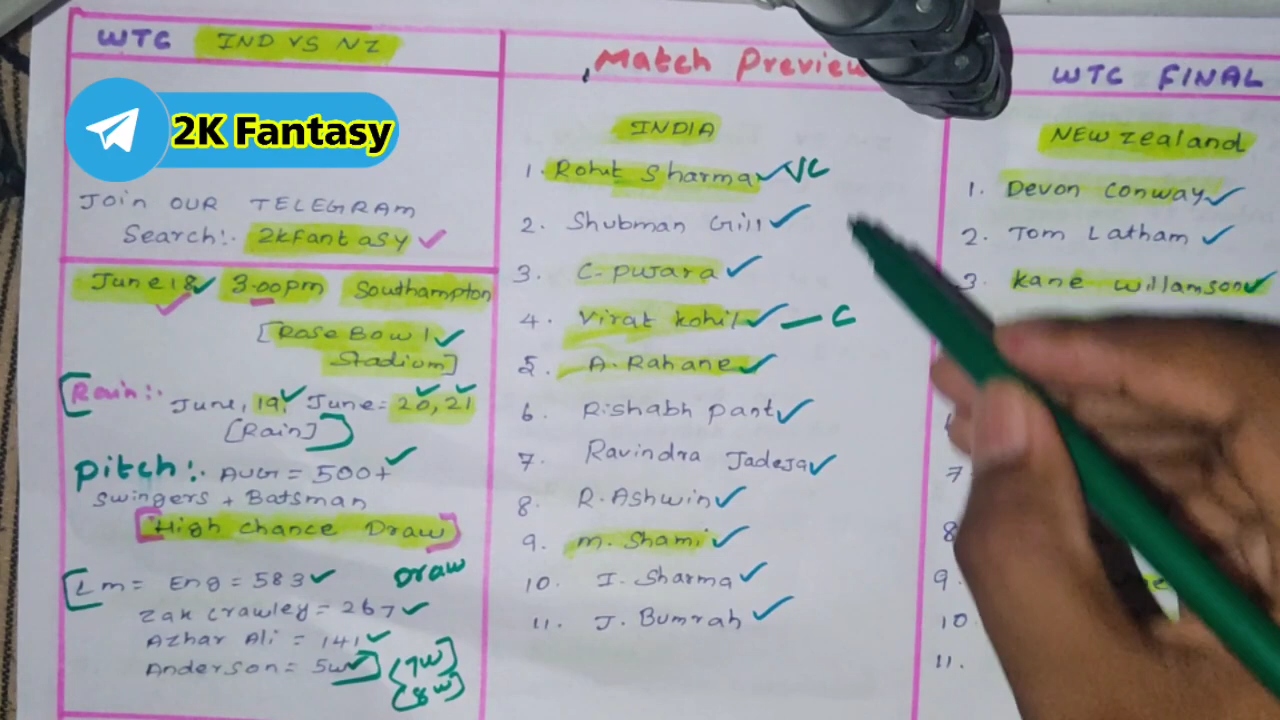 WTC IND VS NZ
2K Fantasy
JOIN OUR TELEGRAM
Search:- 2kfantasy
June 18 3.00pm Southampton
[Rose Bowl
Stadium]
Rain:- June, 19, June = 20, 21
[Rain]
Pitch:- Avg = 500+
Swingers + Batsman
High chance Draw
Lm = Eng = 583 Draw
Zak Crawley = 267
Azhar Ali = 141
Anderson = 5w
(7w)
(8w)
Match Preview
INDIA
1. Rohit Sharma VC
2. Shubman Gill
3. C-pujara
4. Virat kohil - C
5. A. Rahane
6. Rishabh pant
7. Ravindra Jadeja
8. R. Ashwin
9. M. Shami
10. I. Sharma
11. J. Bumrah
WTC FINAL
NEW Zealand
1. Devon Conway
2. Tom Latham
3. Kane Willamson
7
8
9.
10
11.